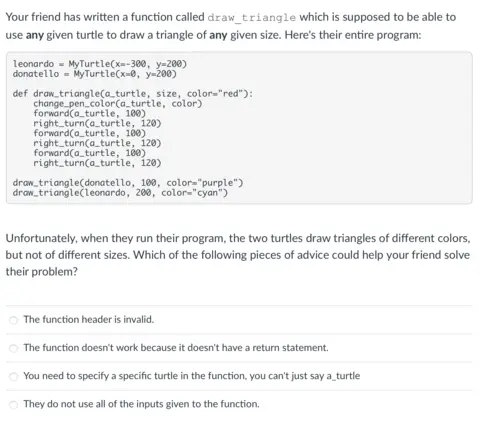 Your friend has written a function called draw_triangle which is supposed to be able to
use any given turtle to draw a triangle of any given size. Here's their entire program:
leonardo = MyTurtle(x=-300, y=200)
donatello = MyTurtle(x=0, y=200)
def draw_triangle(a_turtle, size, color="red"):
    change_pen_color(a_turtle, color)
    forward(a_turtle, 100)
    right_turn(a_turtle, 120)
    forward(a_turtle, 100)
    right_turn(a_turtle, 120)
    forward(a_turtle, 100)
    right_turn(a_turtle, 120)
draw_triangle(donatello, 100, color="purple")
draw_triangle(leonardo, 200, color="cyan")
Unfortunately, when they run their program, the two turtles draw triangles of different colors,
but not of different sizes. Which of the following pieces of advice could help your friend solve
their problem?
The function header is invalid.
The function doesn't work because it doesn't have a return statement.
You need to specify a specific turtle in the function, you can't just say a_turtle
They do not use all of the inputs given to the function.